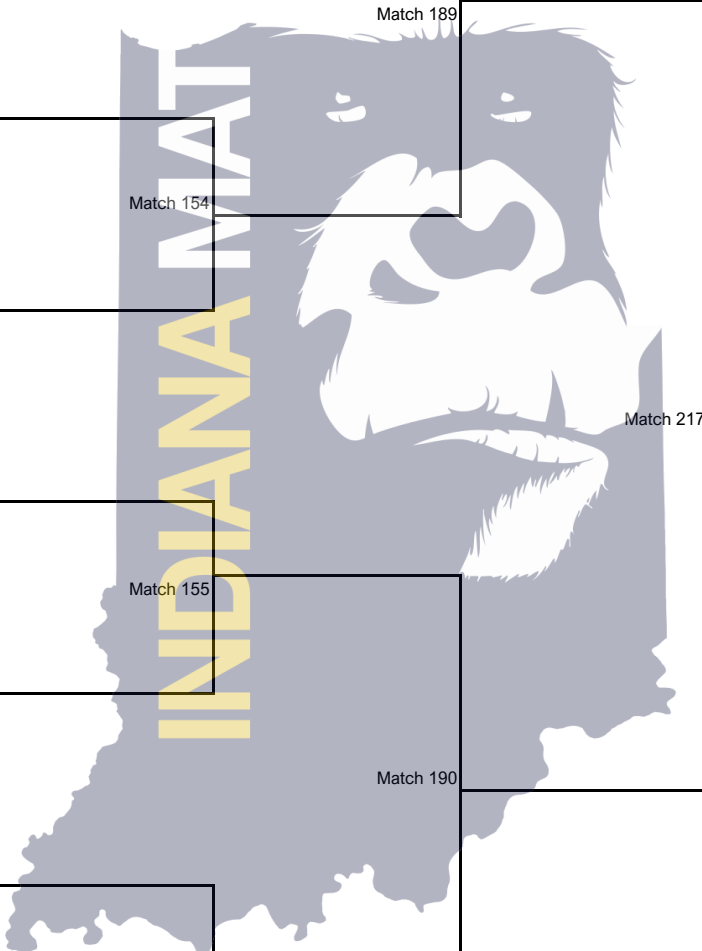 Match 189
Match 154
INDIANA MAT
Match 217
Match 155
Match 190